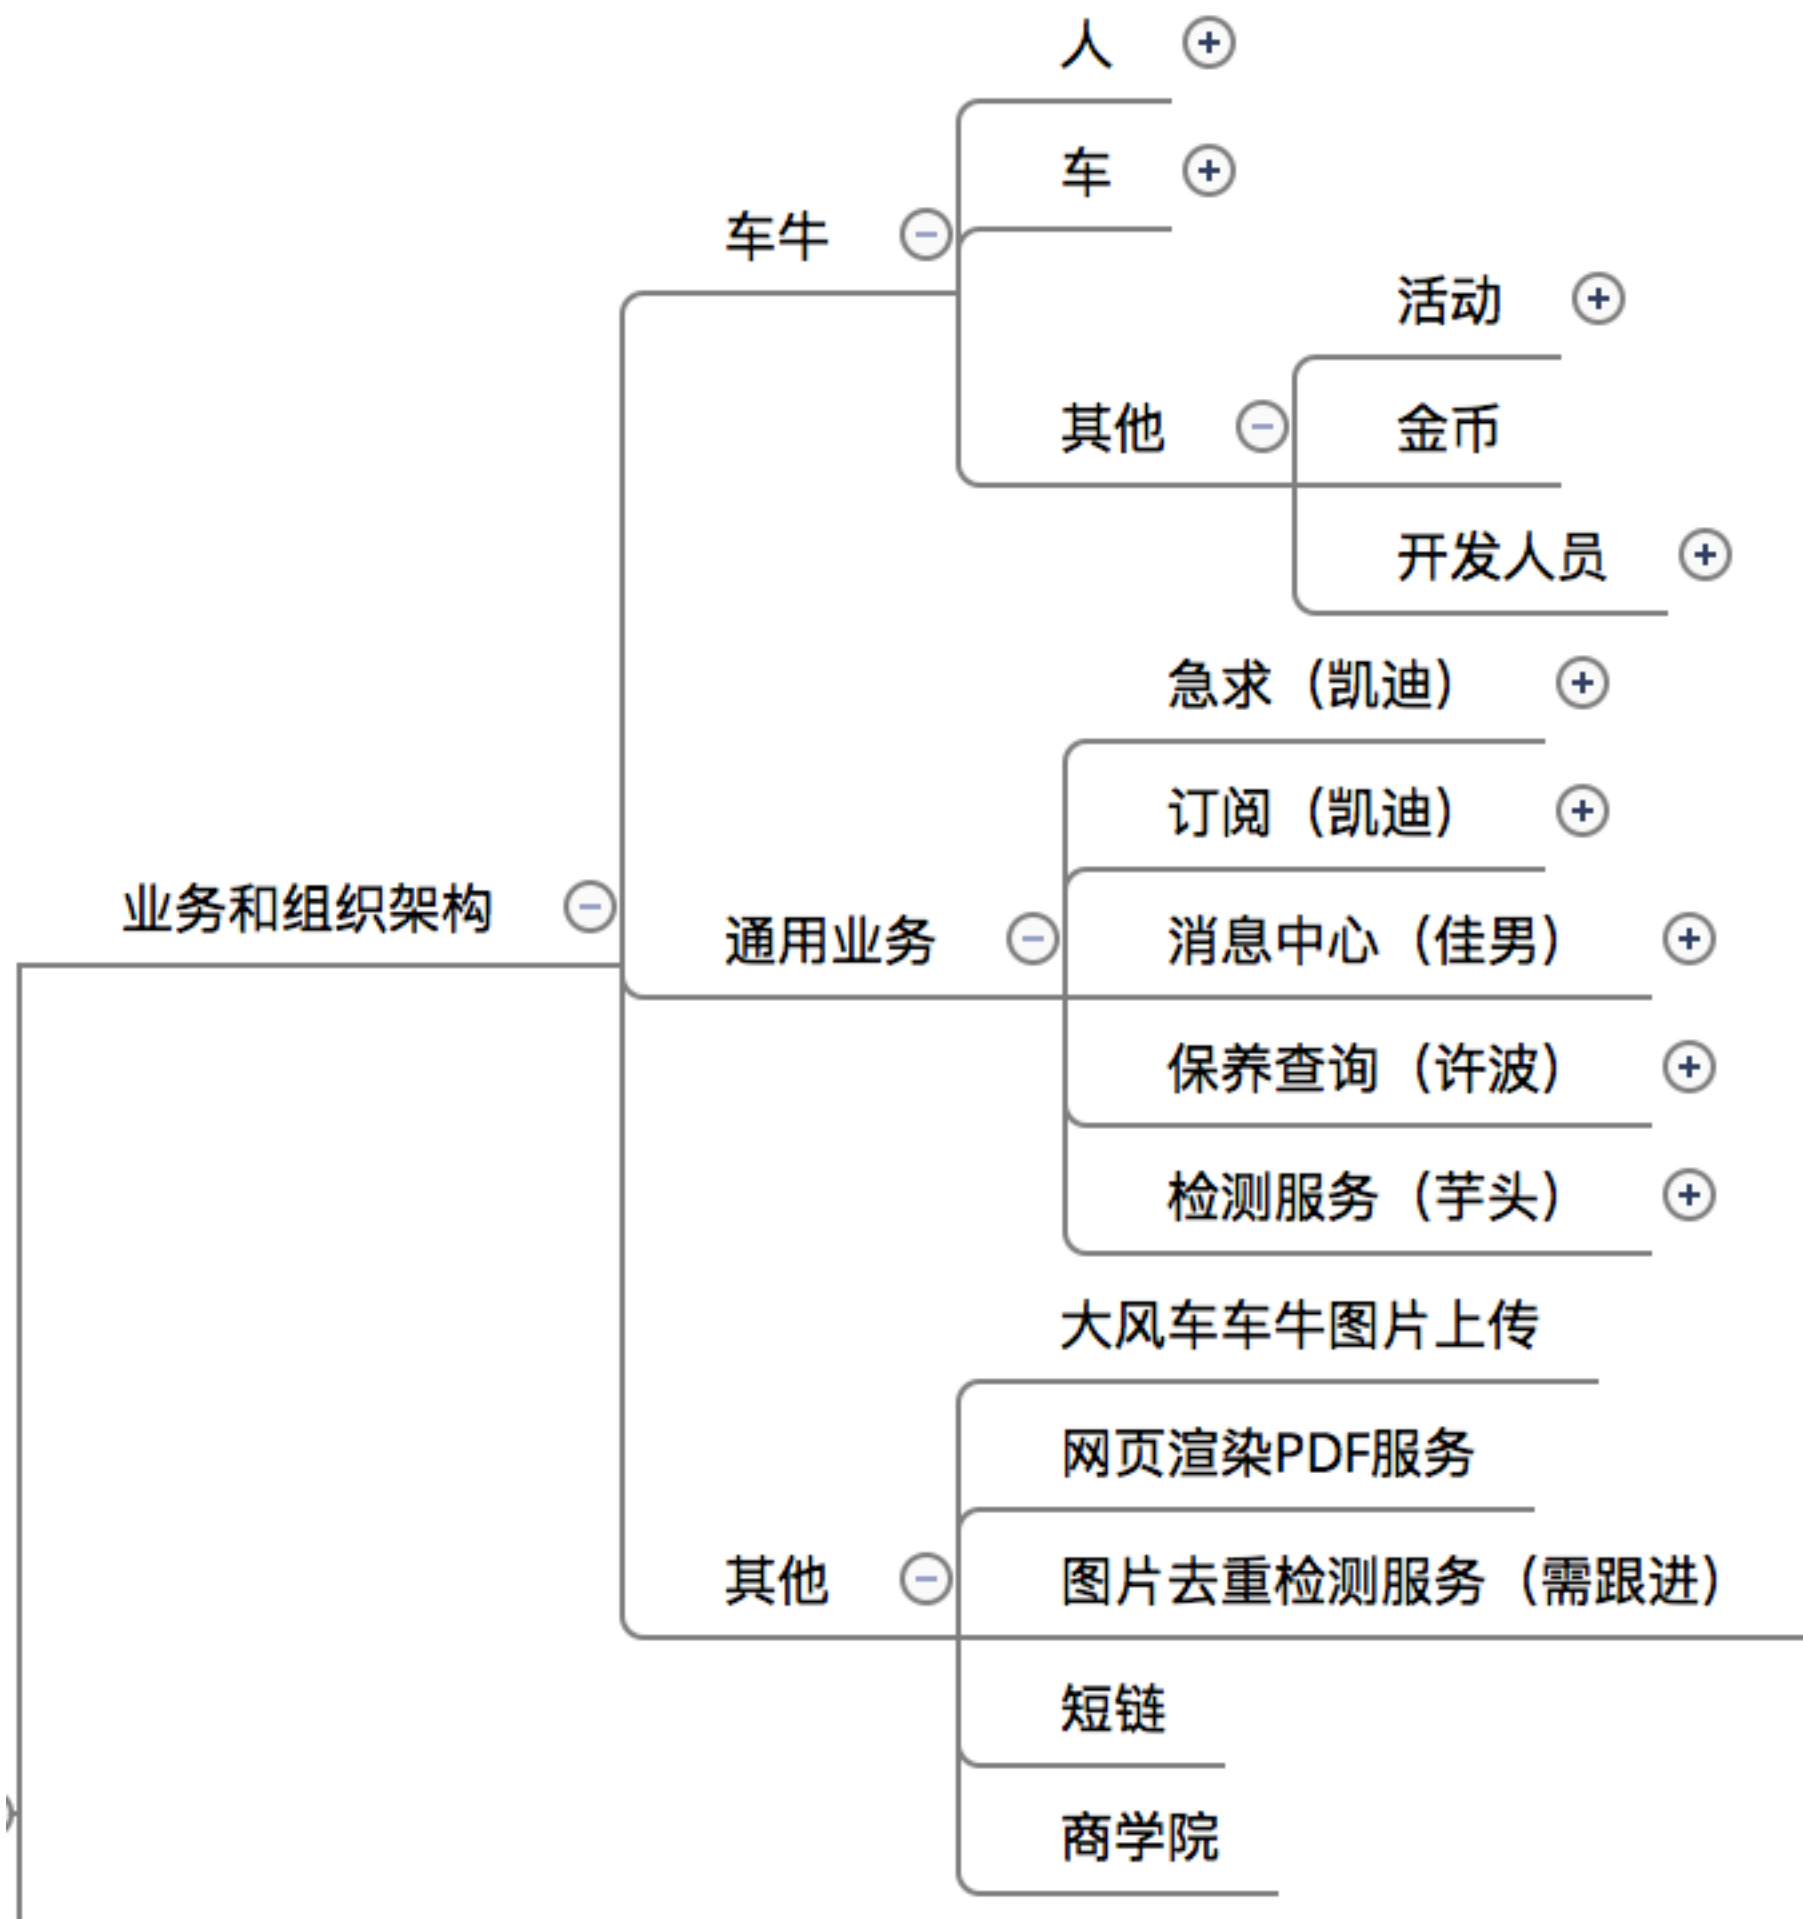 人
车
车牛
活动
其他
金币
开发人员
急求（凯迪）
订阅（凯迪）
业务和组织架构
通用业务
消息中心（佳男）
保养查询（许波）
检测服务（芋头）
大风车车牛图片上传
网页渲染PDF服务
其他
图片去重检测服务（需跟进）
短链
商学院